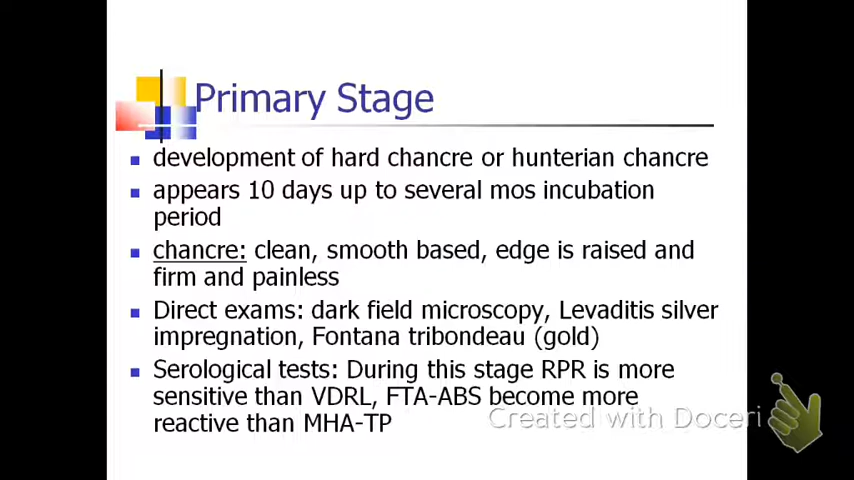 Primary Stage
development of hard chancre or hunterian chancre
appears 10 days up to several mos incubation
period
chancre: clean, smooth based, edge is raised and
firm and painless
Direct exams: dark field microscopy, Levaditis silver
impregnation, Fontana tribondeau (gold)
Serological tests: During this stage RPR is more
sensitive than VDRL, FTA-ABS become more
reactive than MHA-TP
Created with Doceri